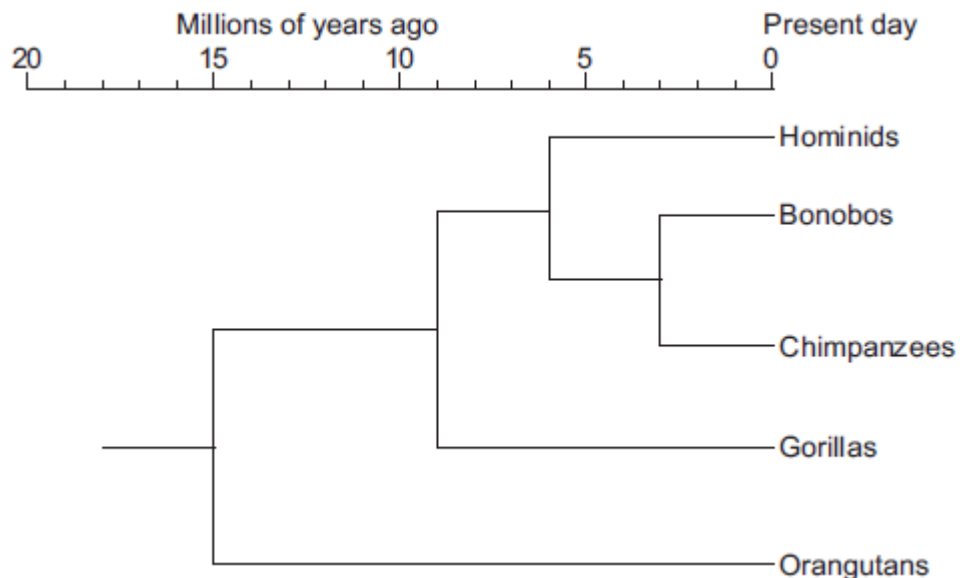 Millions of years ago Present day
20 15 10 5 0
Hominids
Bonobos
Chimpanzees
Gorillas
Orangutans